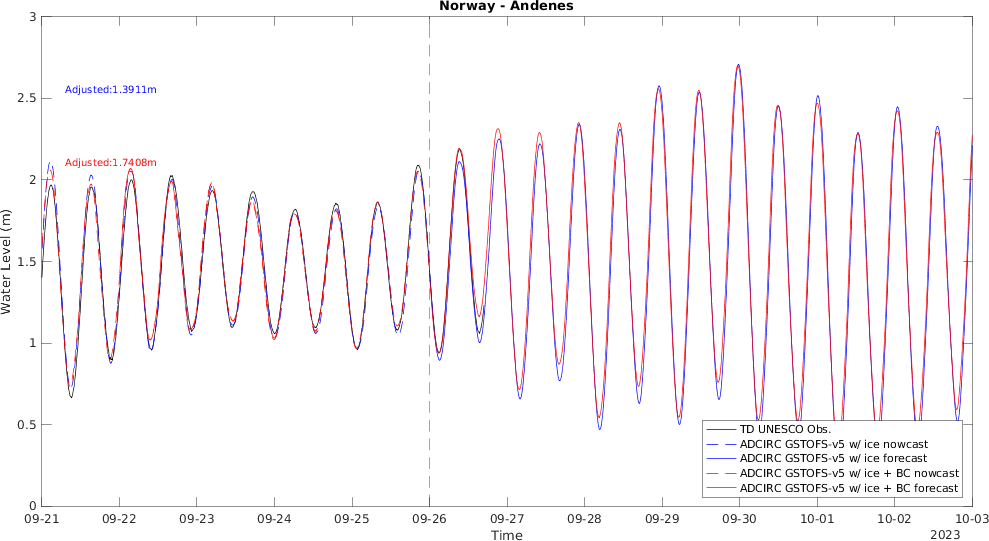 Norway - Andenes
3
2.5
2
1.5
1
0.5
0
Water Level (m)
Adjusted:1.3911m
Adjusted:1.7408m
TD UNESCO Obs.
ADCIRC GSTOFS-v5 w/ ice nowcast
ADCIRC GSTOFS-v5 w/ ice forecast
ADCIRC GSTOFS-v5 w/ ice + BC nowcast
ADCIRC GSTOFS-v5 w/ ice + BC forecast
09-21 09-22 09-23 09-24 09-25 09-26 09-27 09-28 09-29 09-30 10-01 10-02 10-03
Time
2023